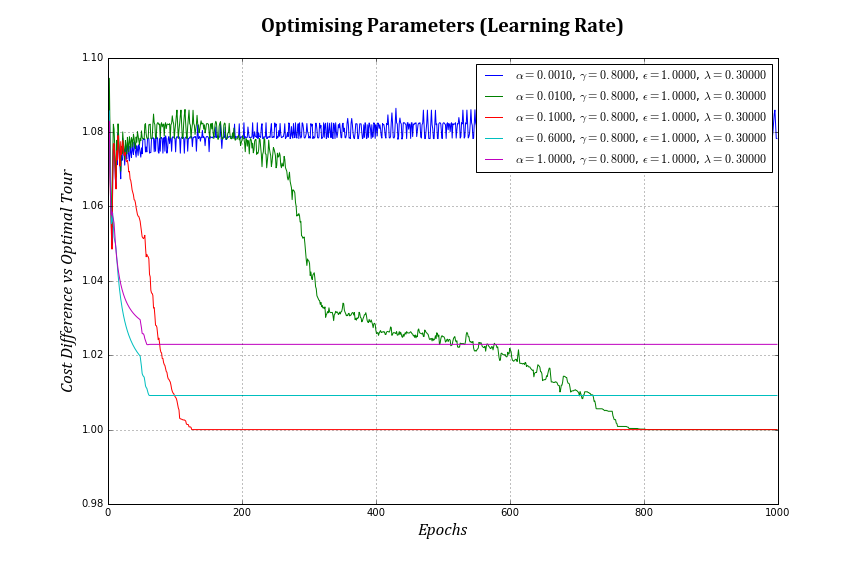 Optimising Parameters (Learning Rate)
1.10
1.08
1.06
1.04
1.02
1.00
0.98
Cost Difference vs Optimal Tour
α = 0.0010, γ = 0.8000, ϵ = 1.0000, λ = 0.30000
α = 0.0100, γ = 0.8000, ϵ = 1.0000, λ = 0.30000
α = 0.1000, γ = 0.8000, ϵ = 1.0000, λ = 0.30000
α = 0.6000, γ = 0.8000, ϵ = 1.0000, λ = 0.30000
α = 1.0000, γ = 0.8000, ϵ = 1.0000, λ = 0.30000
0 200 400 600 800 1000
Epochs